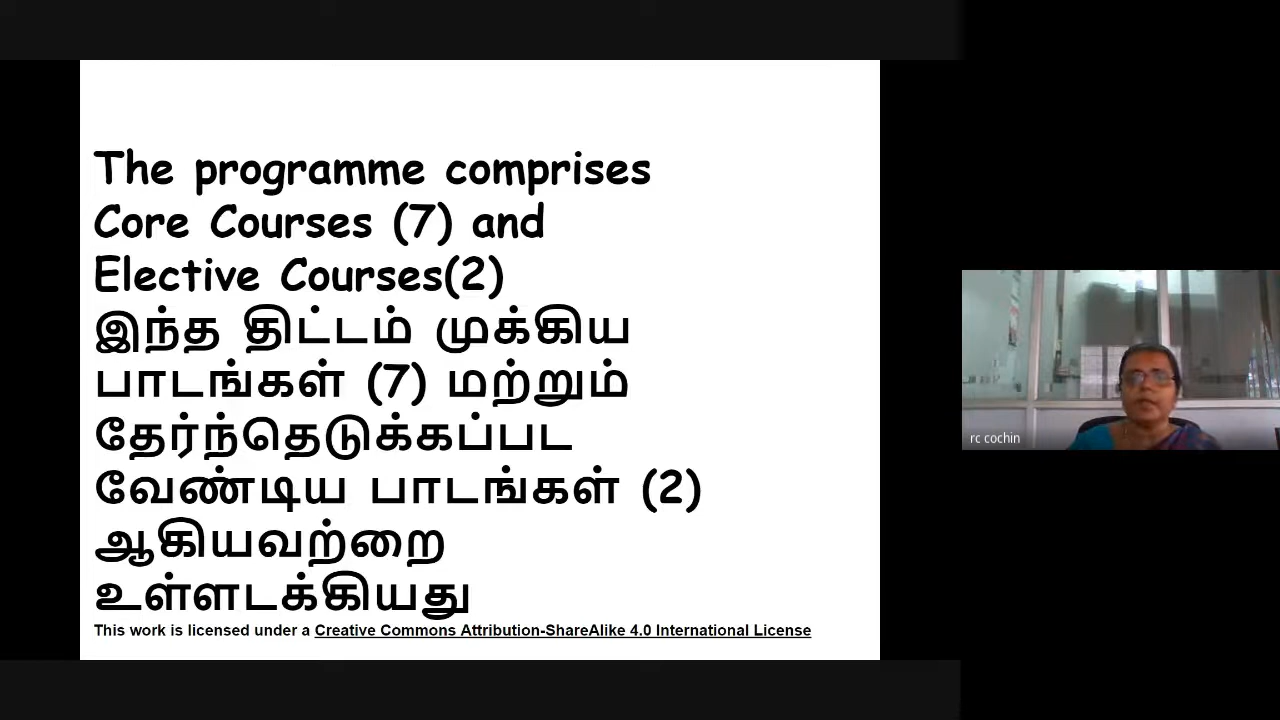 The programme comprises
Core Courses (7) and
Elective Courses(2)
இந்த திட்டம் முக்கிய
பாடங்கள் (7) மற்றும்
தேர்ந்தெடுக்கப்பட
வேண்டிய பாடங்கள் (2)
ஆகியவற்றை
உள்ளடக்கியது
This work is licensed under a Creative Commons Attribution-ShareAlike 4.0 International License
rc cochin